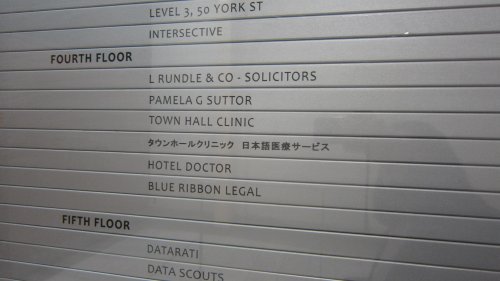 LEVEL 3, 50 YORK ST
INTERSECTIVE
FOURTH FLOOR
L RUNDLE & CO - SOLICITORS
PAMELA G SUTTOR
TOWN HALL CLINIC
タウンホールクリニック 日本語医療サービス
HOTEL DOCTOR
BLUE RIBBON LEGAL
FIFTH FLOOR
DATARATI
DATA SCOUTS